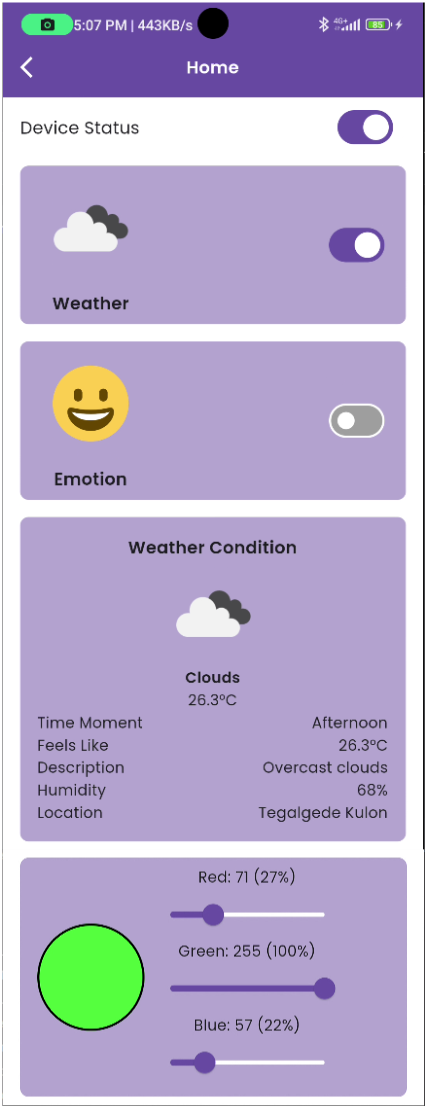 5:07 PM | 443KB/s 4G+ 85
Home
Device Status
Weather
Emotion
Weather Condition
Clouds
26.3°C
Time Moment Afternoon
Feels Like 26.3°C
Description Overcast clouds
Humidity 68%
Location Tegalgede Kulon
Red: 71 (27%)
Green: 255 (100%)
Blue: 57 (22%)